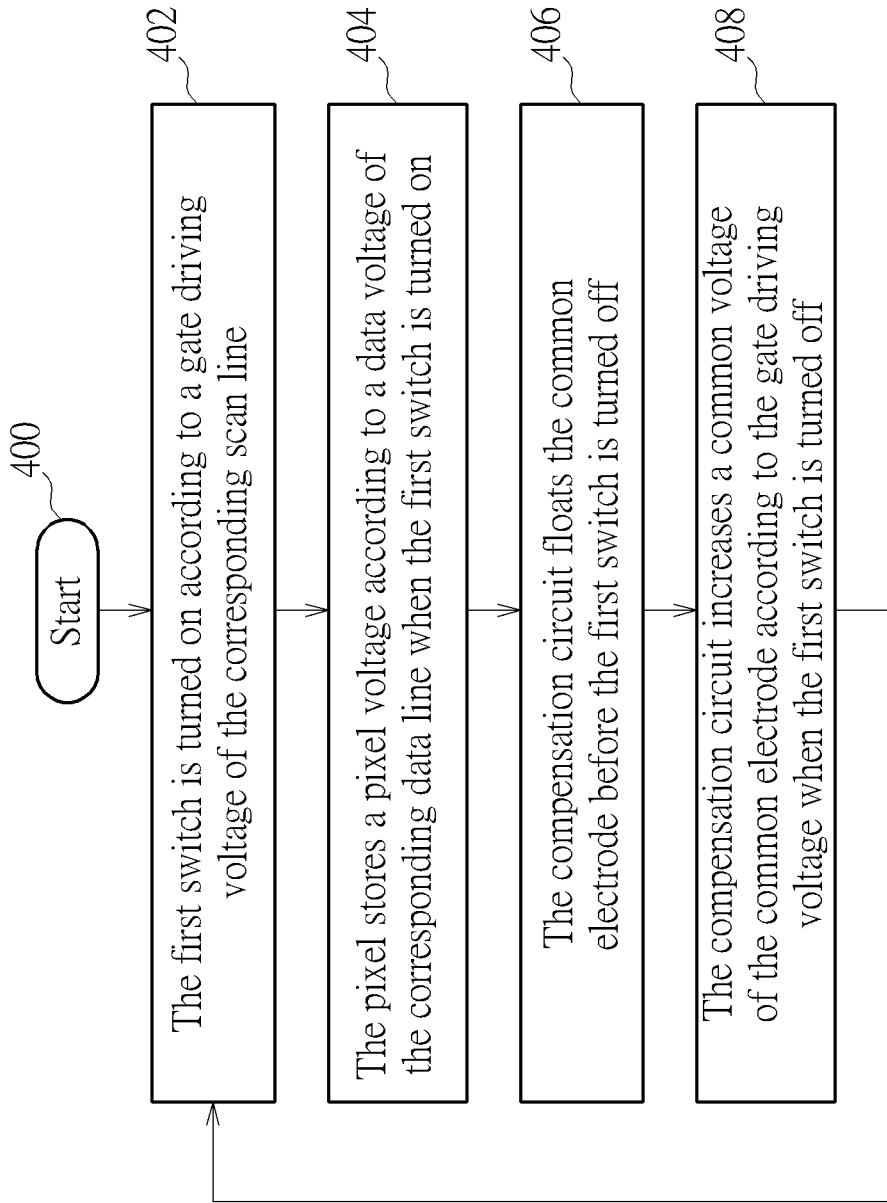 400
Start
402
The first switch is turned on according to a gate driving
voltage of the corresponding scan line
404
The pixel stores a pixel voltage according to a data voltage of
the corresponding data line when the first switch is turned on
406
The compensation circuit floats the common
electrode before the first switch is turned off
408
The compensation circuit increases a common voltage
of the common electrode according to the gate driving
voltage when the first switch is turned off